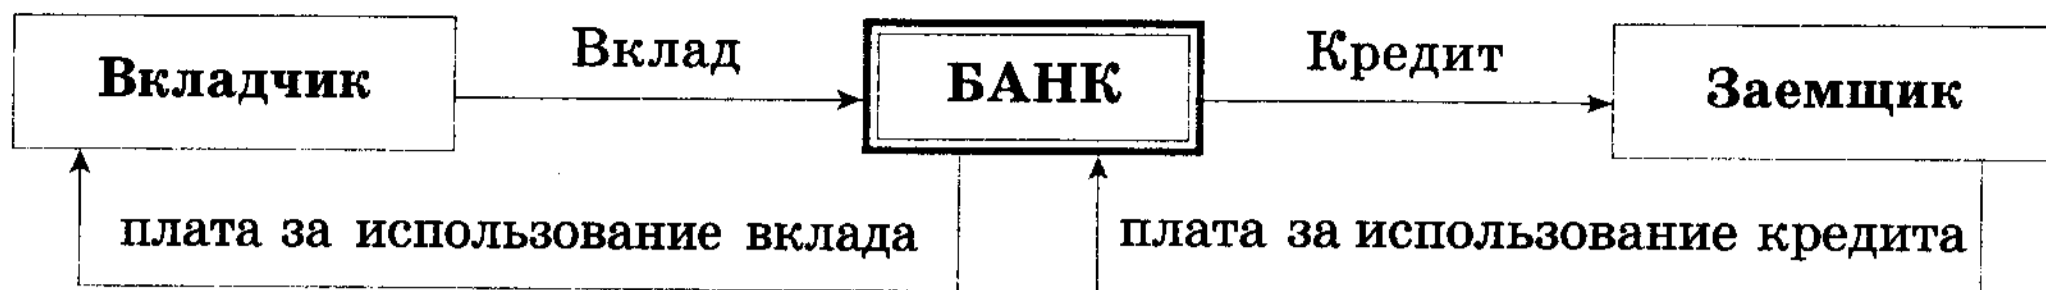 Вкладчик
Вклад
БАНК
Кредит
Заемщик
плата за использование вклада
плата за использование кредита